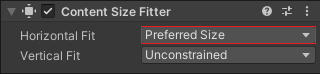 Content Size Fitter
Horizontal Fit Preferred Size
Vertical Fit Unconstrained